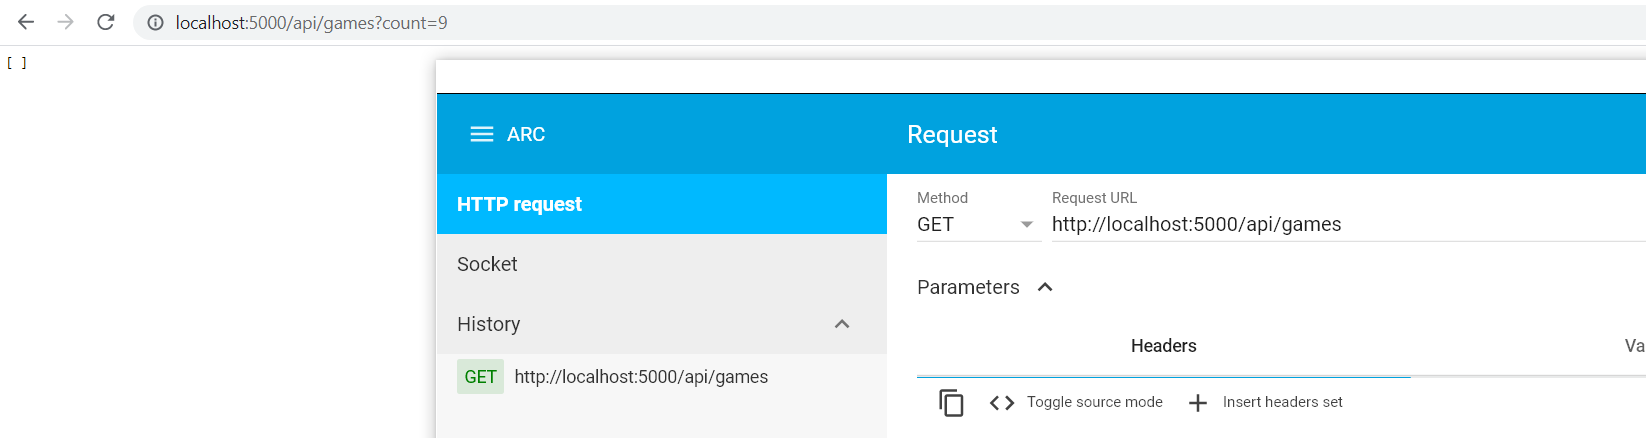 localhost:5000/api/games?count=9
[ ]
ARC
Request
HTTP request
Method
Request URL
GET
http://localhost:5000/api/games
Socket
Parameters
History
Headers
Va
GET http://localhost:5000/api/games
Toggle source mode
Insert headers set